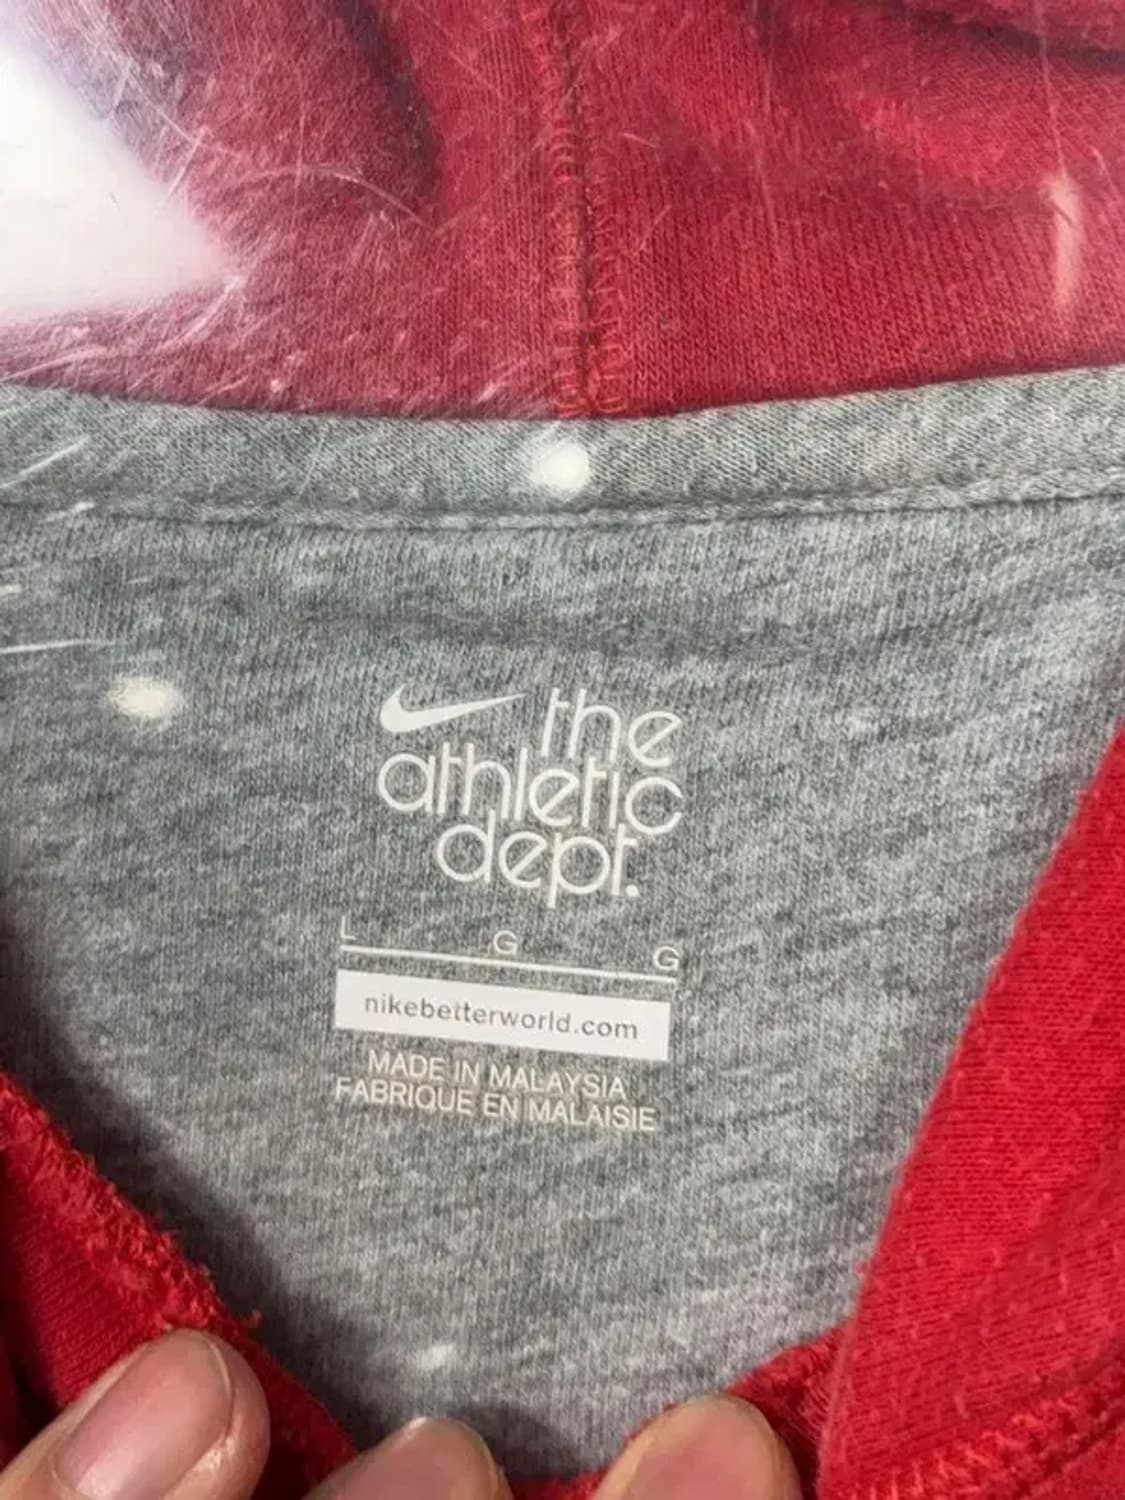 the
athletic
dept.
L G G
nikebetterworld.com
MADE IN MALAYSIA
FABRIQUE EN MALAISIE